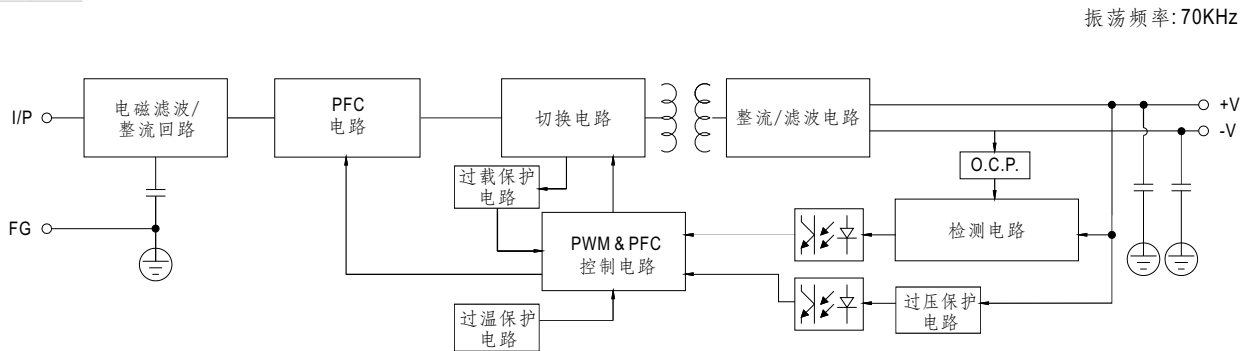 振荡频率: 70KHz
I/P
电磁滤波/
整流回路
PFC
电路
切换电路
整流/滤波电路
+V
-V
O.C.P.
过载保护
电路
FG
PWM & PFC
控制电路
检测电路
过温保护
电路
过压保护
电路